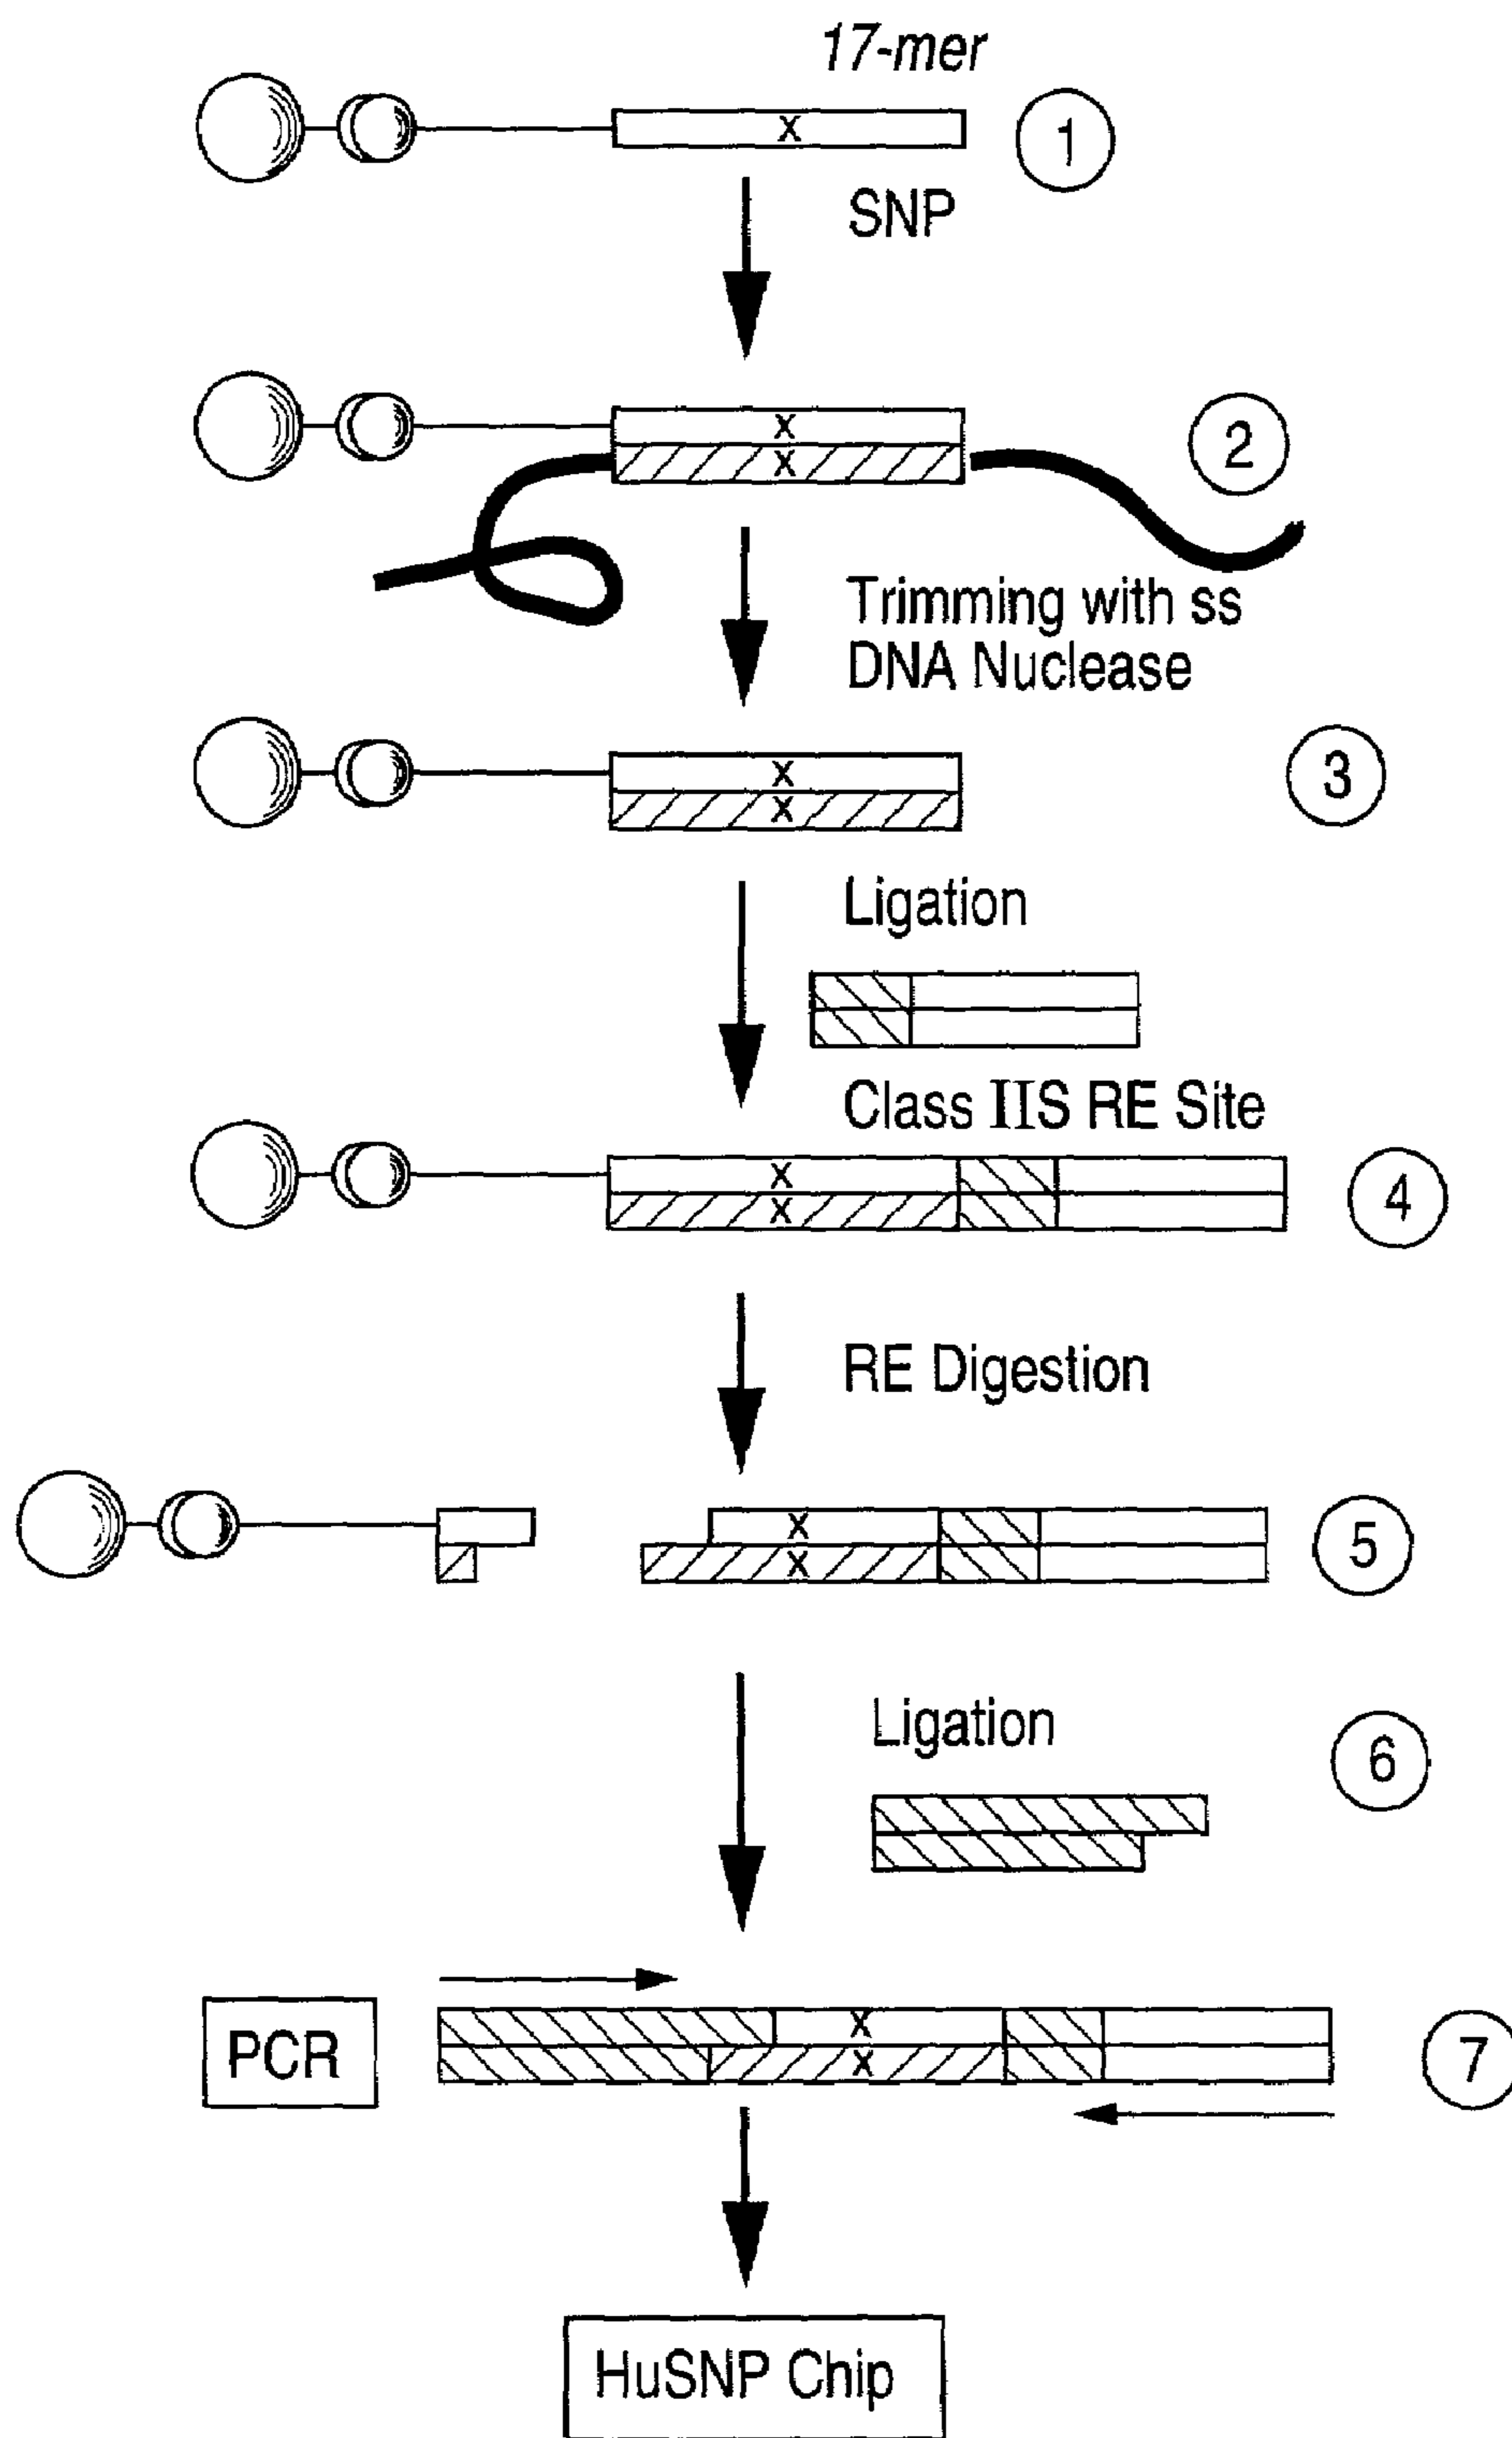 17-mer
X
1
SNP
X
X
2
Trimming with ss
DNA Nuclease
X
X
3
Ligation
Class IIS RE Site
X
X
4
RE Digestion
X
X
5
Ligation
6
X
X
PCR
7
HuSNP Chip